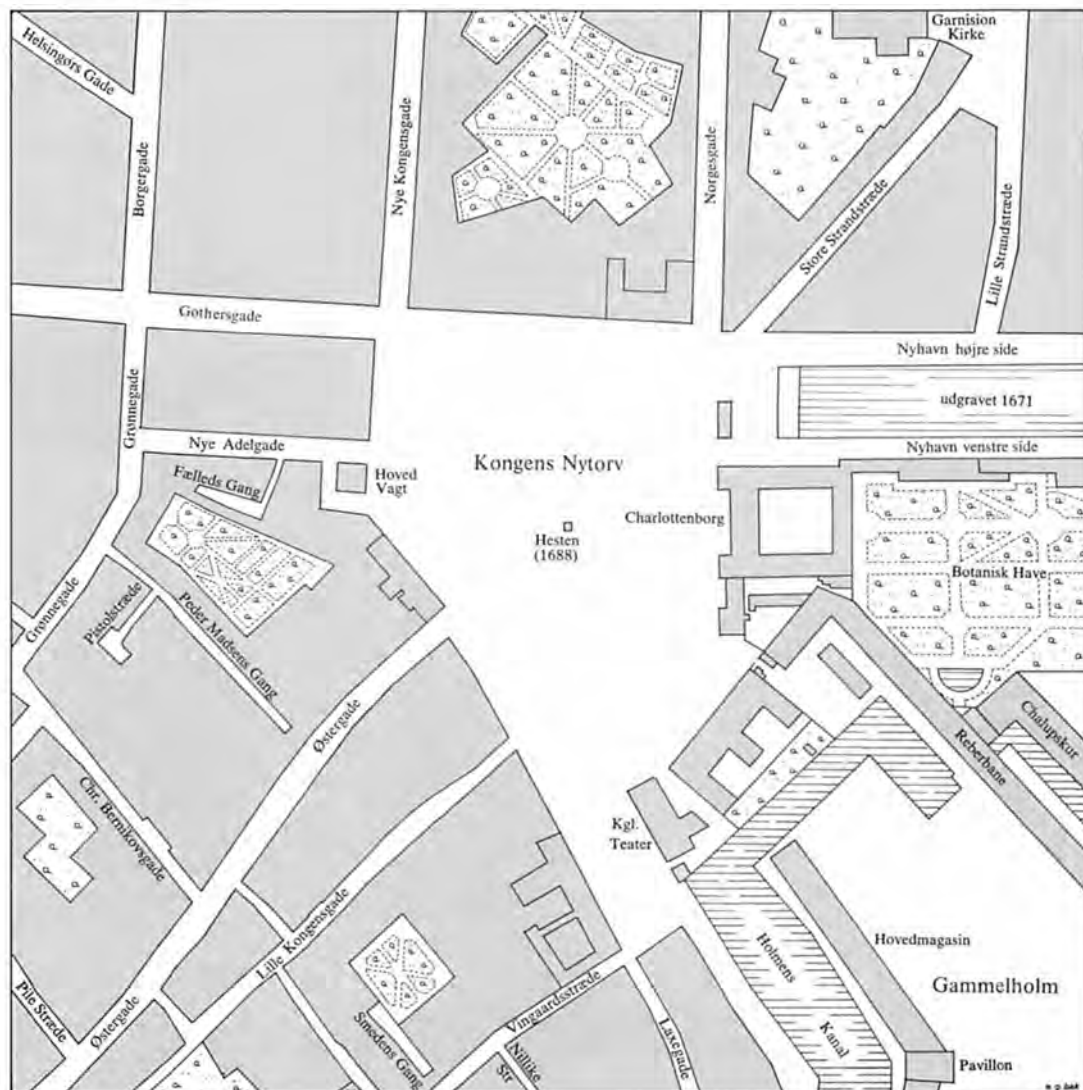 Garnision
Kirke
Helsingørs Gade
Borgergade
Nye Kongensgade
Norgesgade
Store Strandstræde
Lille Strandstræde
Gothersgade
Nyhavn højre side
udgravet 1671
Nyhavn venstre side
Grønnegade
Nye Adelgade
Fælleds Gang
Hoved
Vagt
Kongens Nytorv
Charlottenborg
Hesten
(1688)
Botanisk Have
Grønnegade
Pistolstræde
Peder Madsens Gang
Østergade
Chalupskur
Reberbane
Chr. Bernikovsgade
Kgl.
Teater
Lille Kongensgade
Holmens
Kanal
Hovedmagasin
Gammelholm
Pile Stræde
Østergade
Smedens Gang
Vingaardsstræde
Nillike
Str
Laxegade
Pavillon